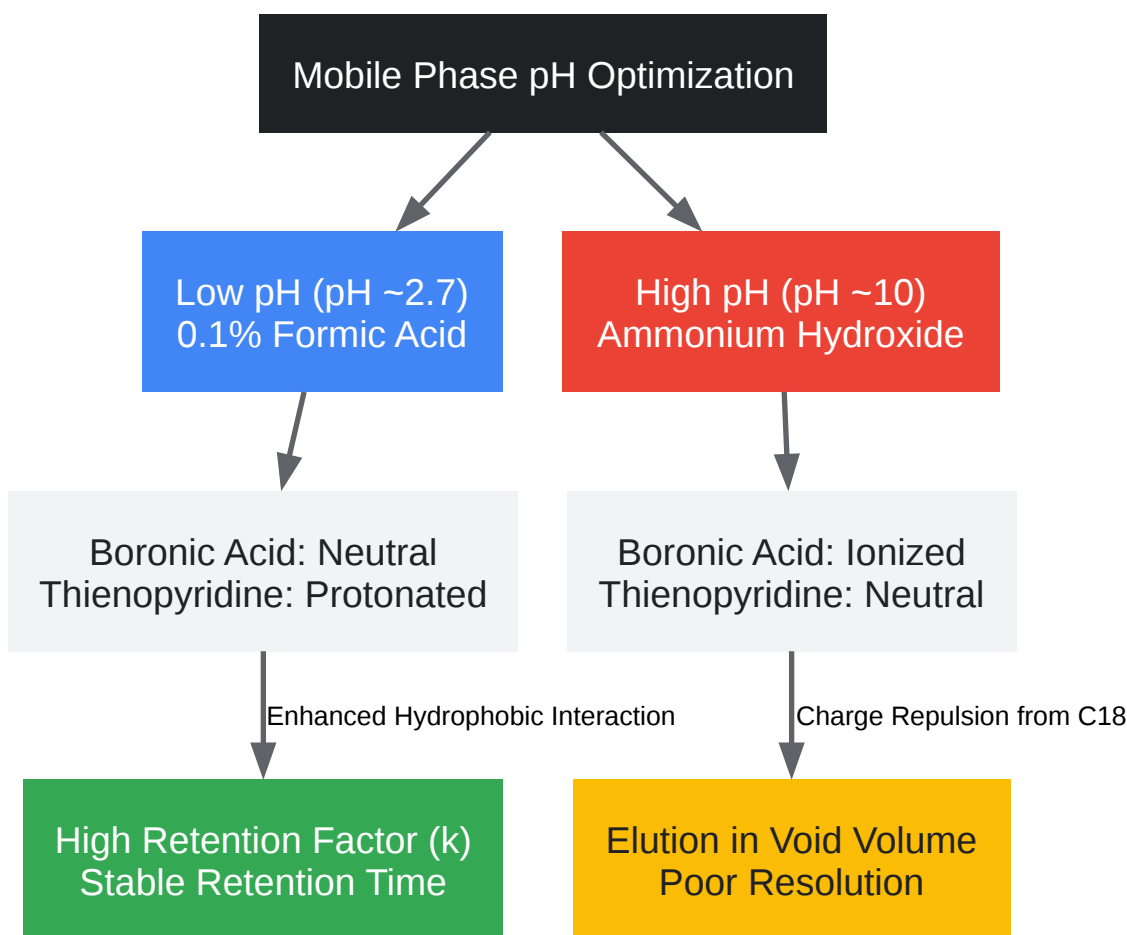 Mobile Phase pH Optimization
Low pH (pH ~2.7)
0.1% Formic Acid
High pH (pH ~10)
Ammonium Hydroxide
Boronic Acid: Neutral
Thienopyridine: Protonated
Boronic Acid: Ionized
Thienopyridine: Neutral
Enhanced Hydrophobic Interaction
Charge Repulsion from C18
High Retention Factor (k)
Stable Retention Time
Elution in Void Volume
Poor Resolution